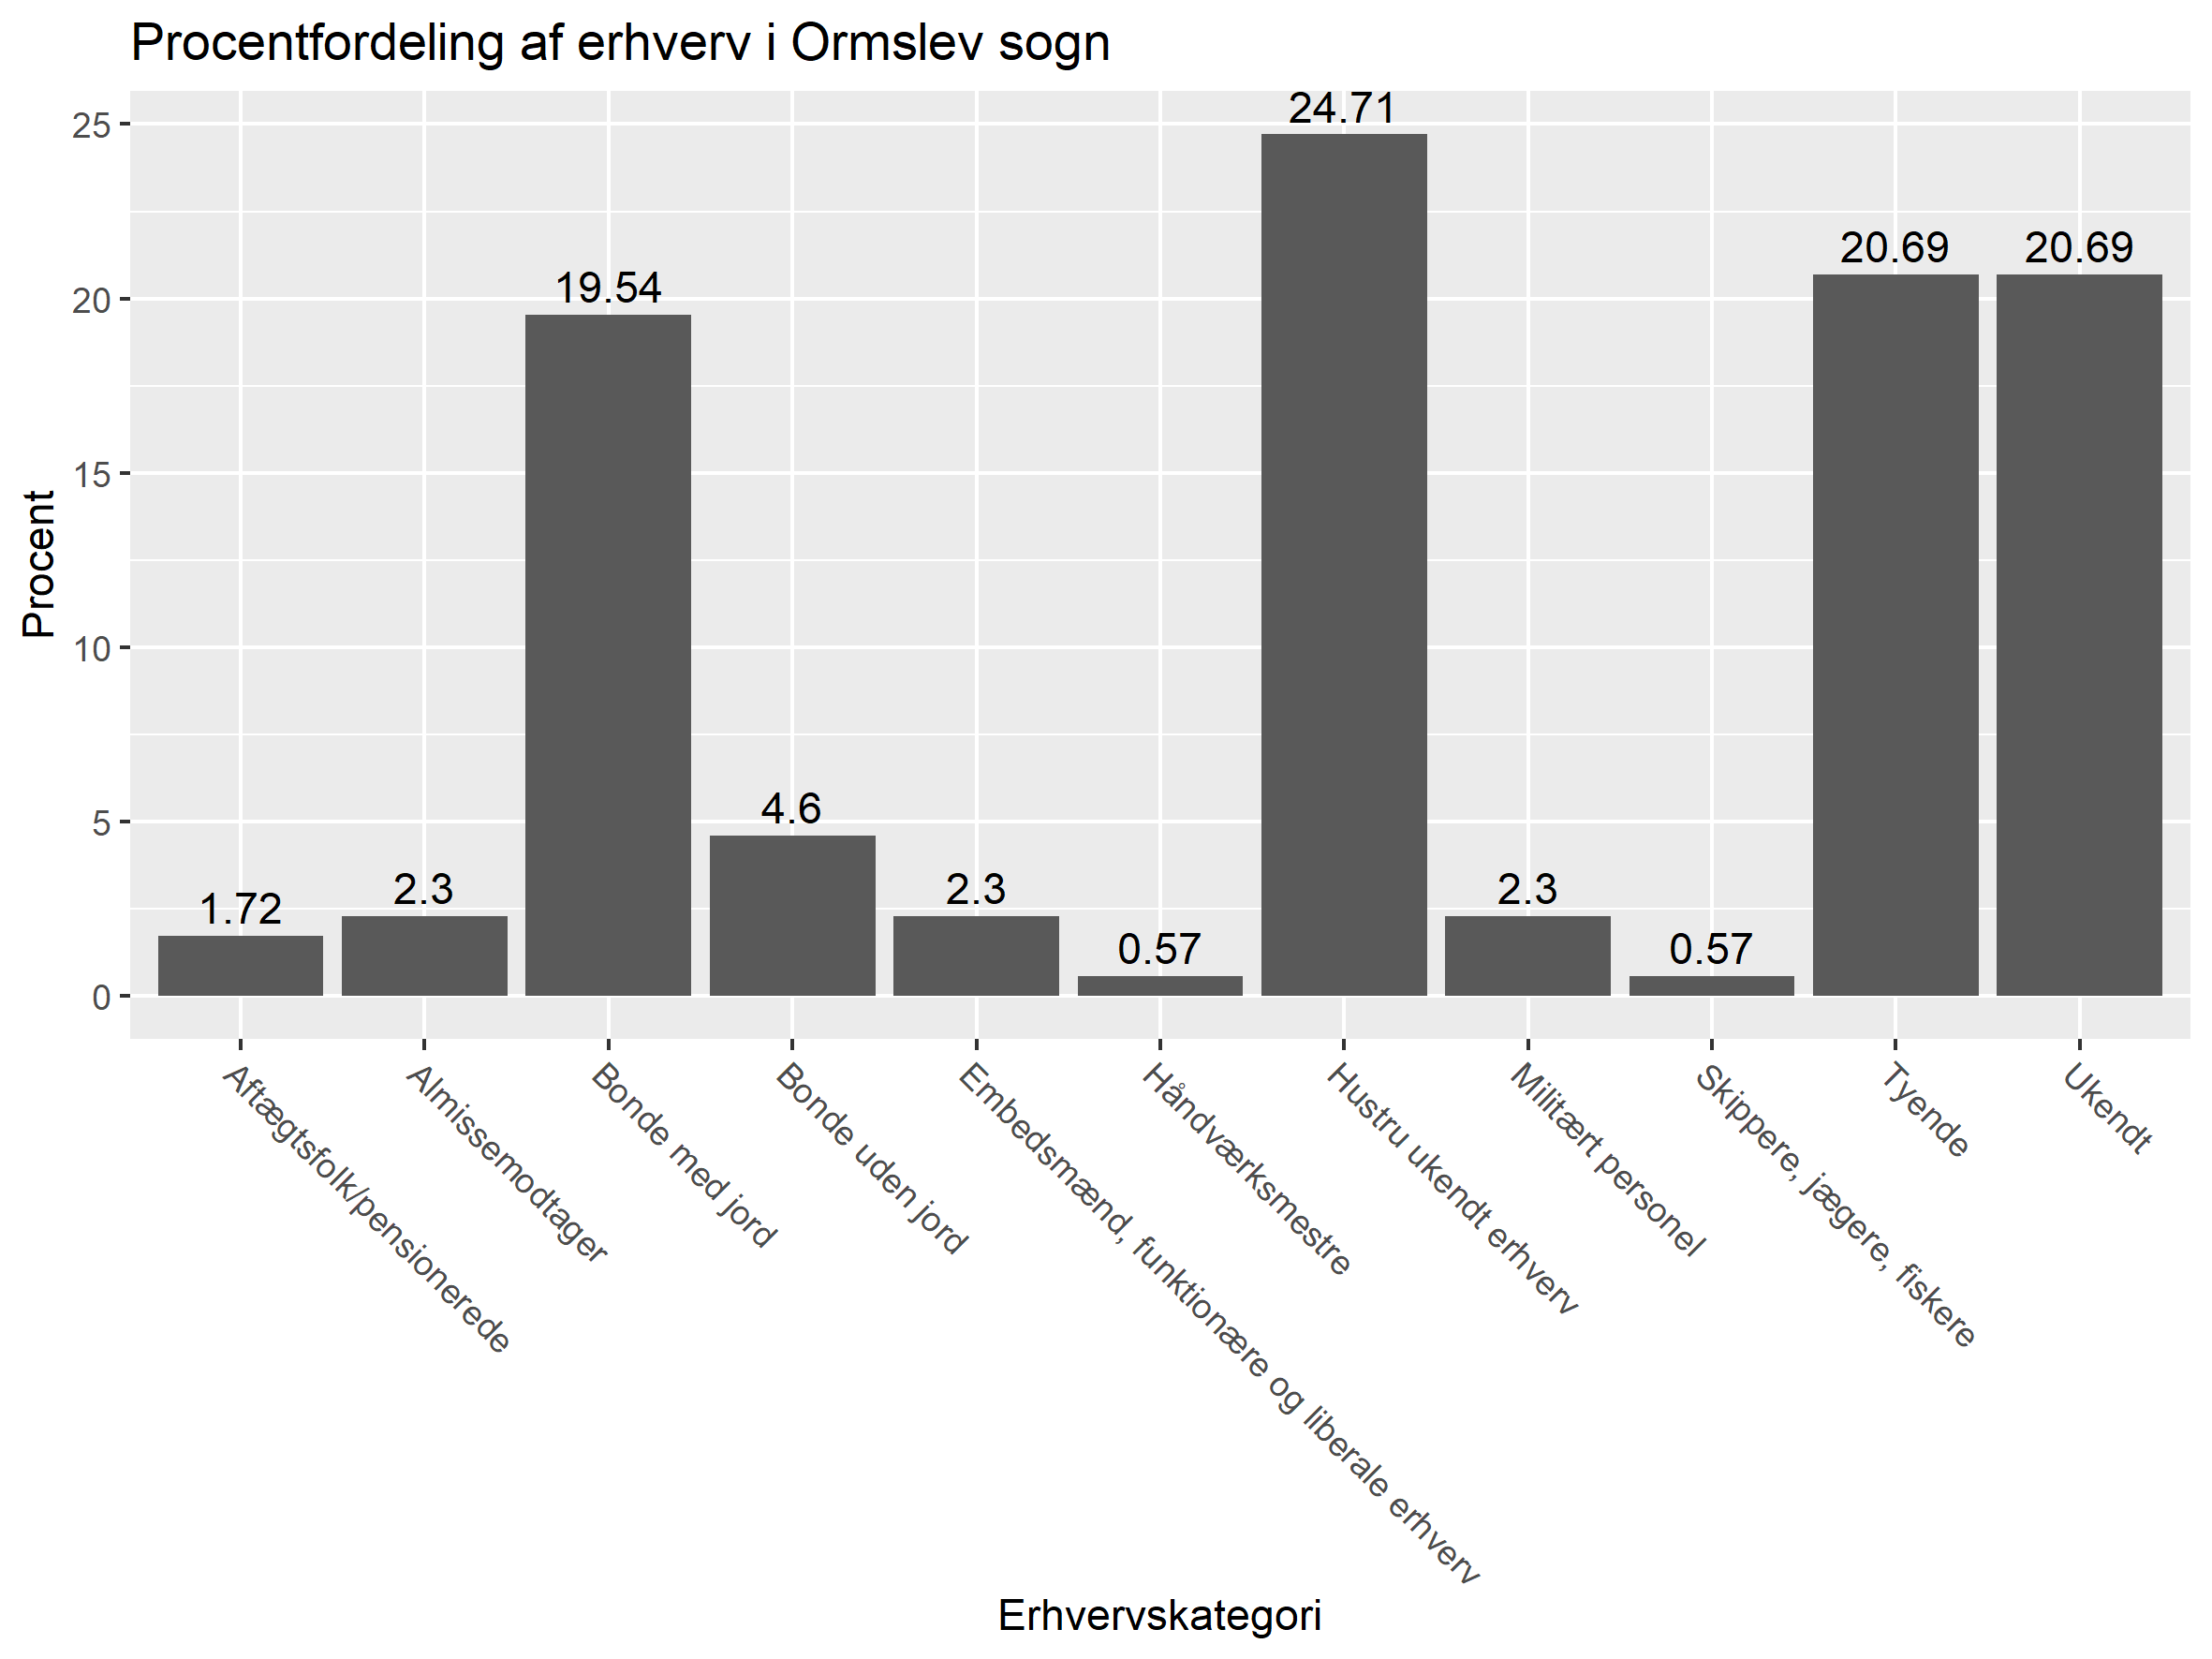 Procentfordeling af erhverv i Ormslev sogn
Procent
25
20
15
10
5
0
1.72
2.3
19.54
4.6
2.3
0.57
24.71
2.3
0.57
20.69
20.69
Aftægtsfolk/pensionerede
Almissemodtager
Bonde med jord
Bonde uden jord
Embedsmænd, funktionære og liberale erhverv
Håndværksmestre
Hustru ukendt erhverv
Militært personel
Skippere, jægere, fiskere
Tyende
Ukendt
Erhvervskategori